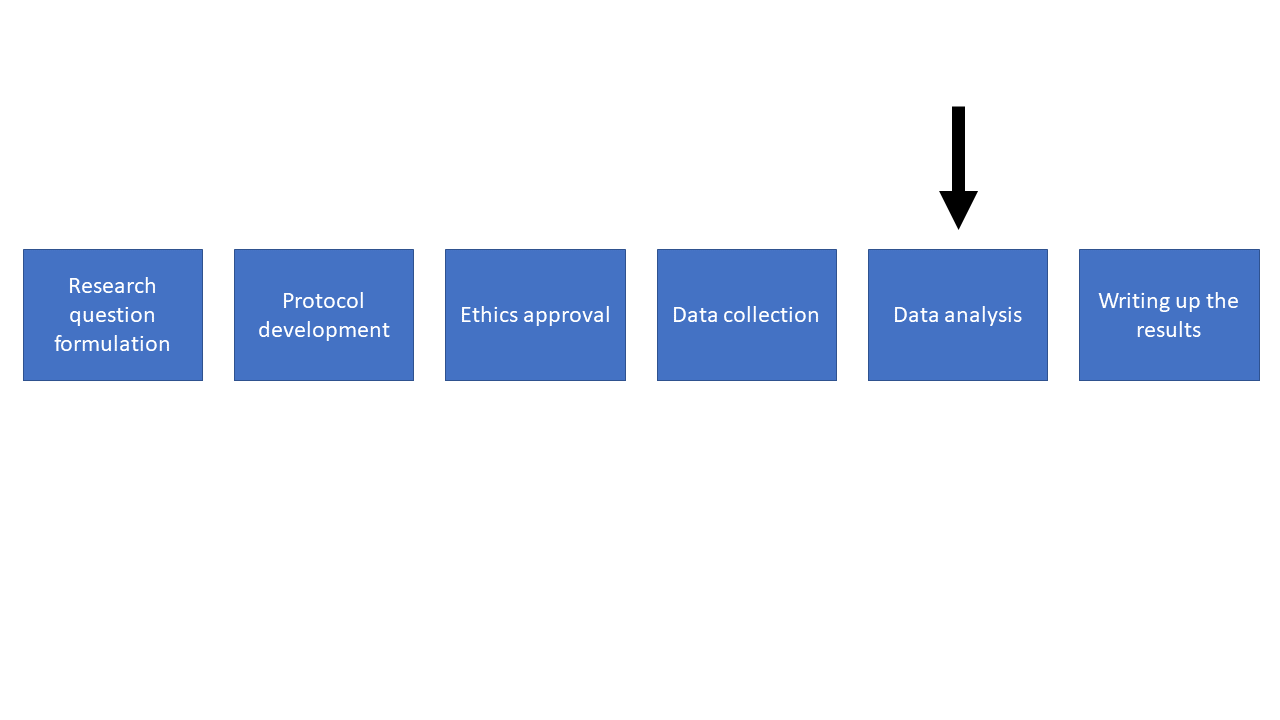 Research
question
formulation
Protocol
development
Ethics approval
Data collection
Data analysis
Writing up the
results